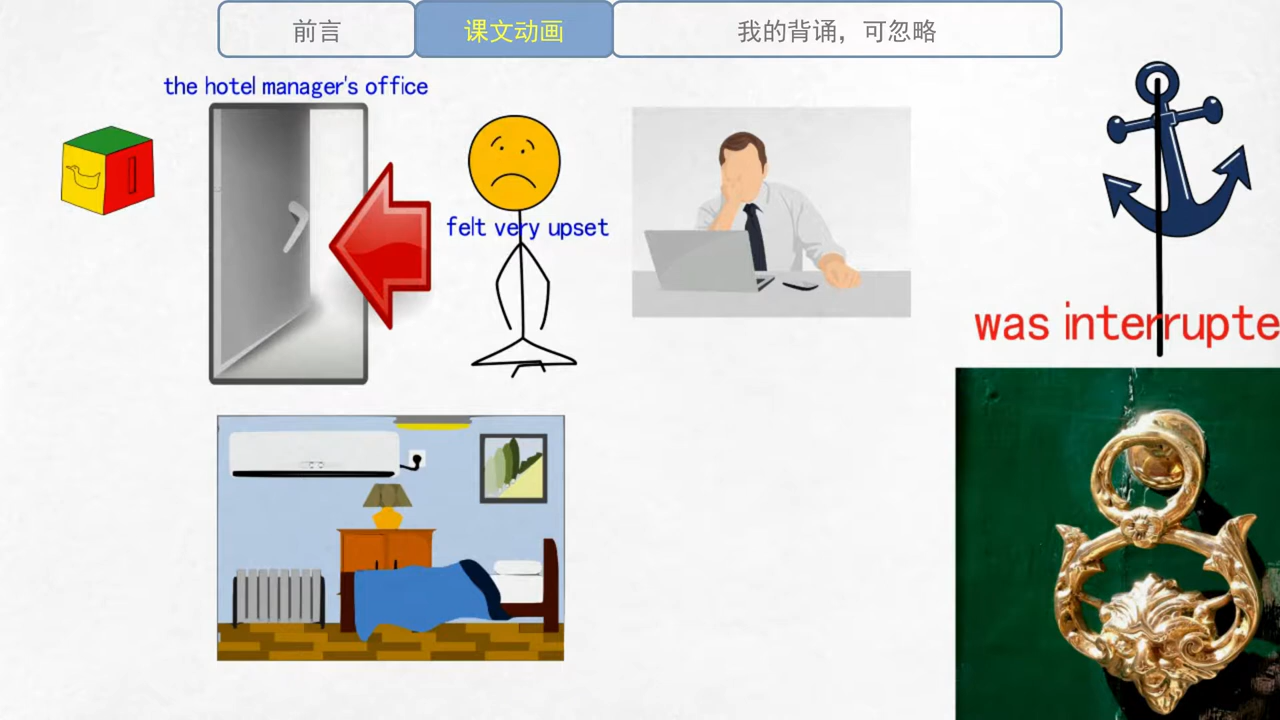 前言
课文动画
我的背诵，可忽略
the hotel manager's office
felt very upset
was interrupte